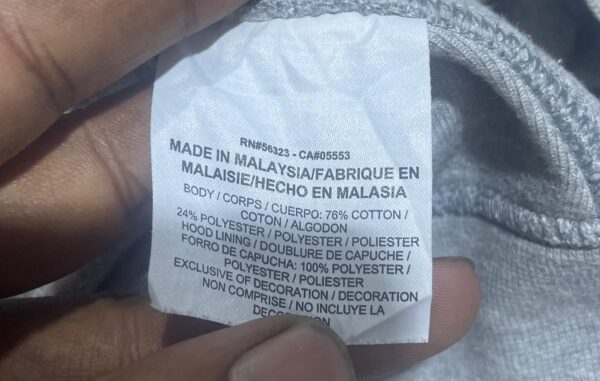 RN#56323 - CA#05553
MADE IN MALAYSIA/FABRIQUE EN
MALAISIE/HECHO EN MALASIA
BODY / CORPS / CUERPO: 76% COTTON /
COTON / ALGODON
24% POLYESTER / POLYESTER / POLIESTER
HOOD LINING / DOUBLURE DE CAPUCHE /
FORRO DE CAPUCHA: 100% POLYESTER /
POLYESTER / POLIESTER
EXCLUSIVE OF DECORATION / DECORATION
NON COMPRISE / NO INCLUYE LA
DECORACION